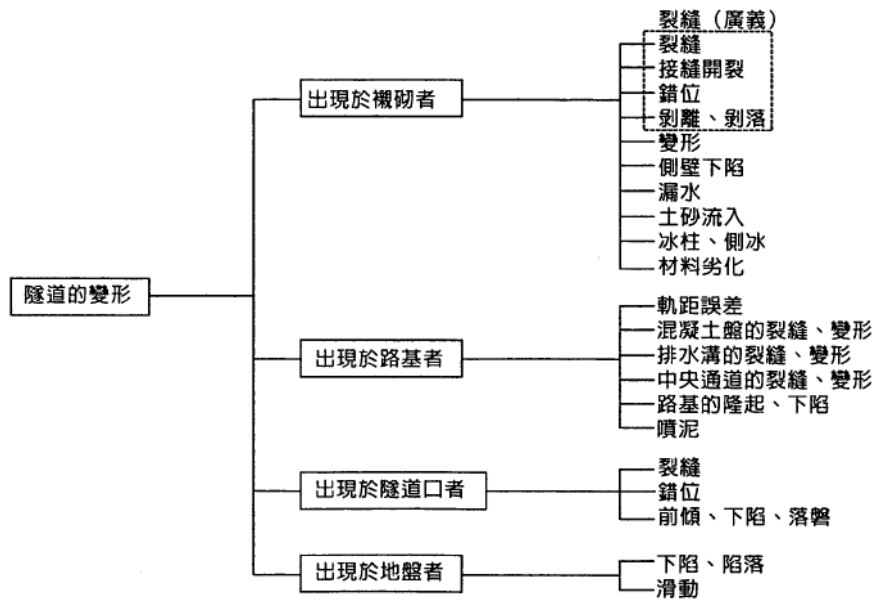 隧道的變形
出現於襯砌者
裂縫（廣義）
裂縫
接縫開裂
錯位
剝離、剝落
變形
側壁下陷
漏水
土砂流入
冰柱、側冰
材料劣化
出現於路基者
軌距誤差
混凝土盤的裂縫、變形
排水溝的裂縫、變形
中央通道的裂縫、變形
路基的隆起、下陷
噴泥
出現於隧道口者
裂縫
錯位
前傾、下陷、落磐
出現於地盤者
下陷、陷落
滑動